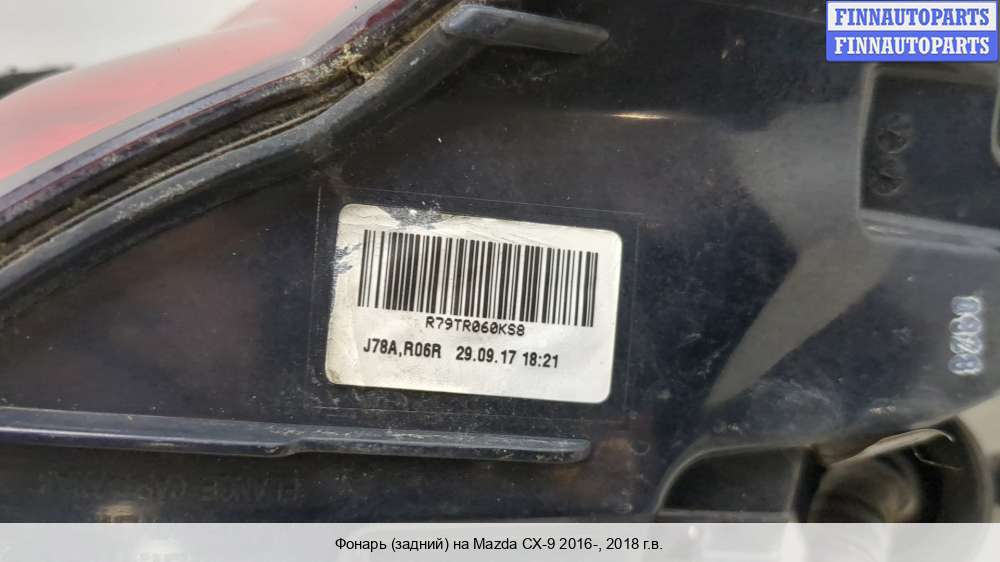 FINNAUTOPARTS
FINNAUTOPARTS
R79TR060KS8
J78A,R06R 29.09.17 18:21
Фонарь (задний) на Mazda CX-9 2016-, 2018 г.в.